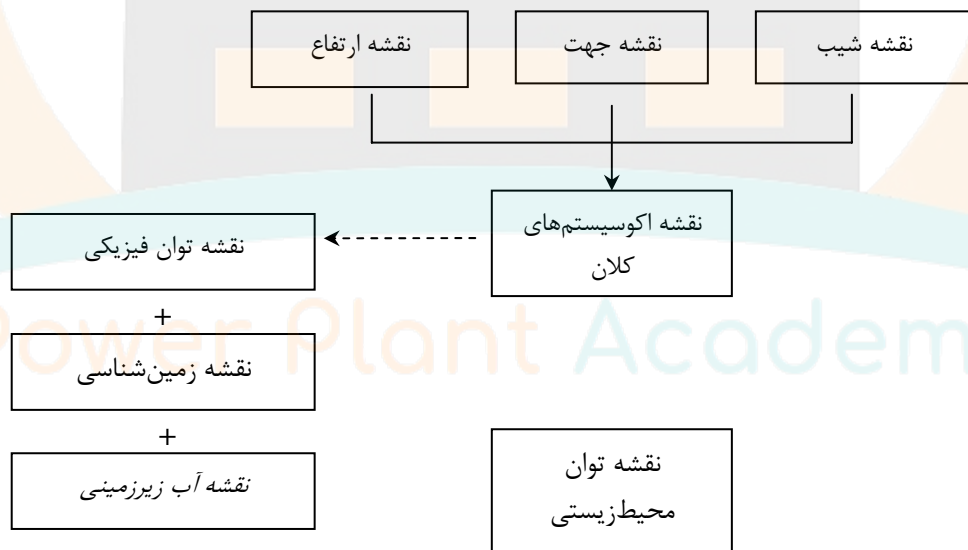 نقشه شیب
نقشه جهت
نقشه ارتفاع
نقشه اکوسیستم‌های
کلان
نقشه توان فیزیکی
+
نقشه زمین‌شناسی
+
نقشه آب زیرزمینی
نقشه توان
محیط‌زیستی
Power Plant Academ